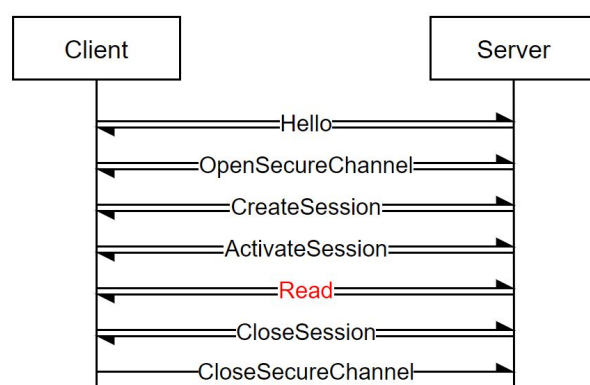 Client
Server
Hello
OpenSecureChannel
CreateSession
ActivateSession
Read
CloseSession
CloseSecureChannel